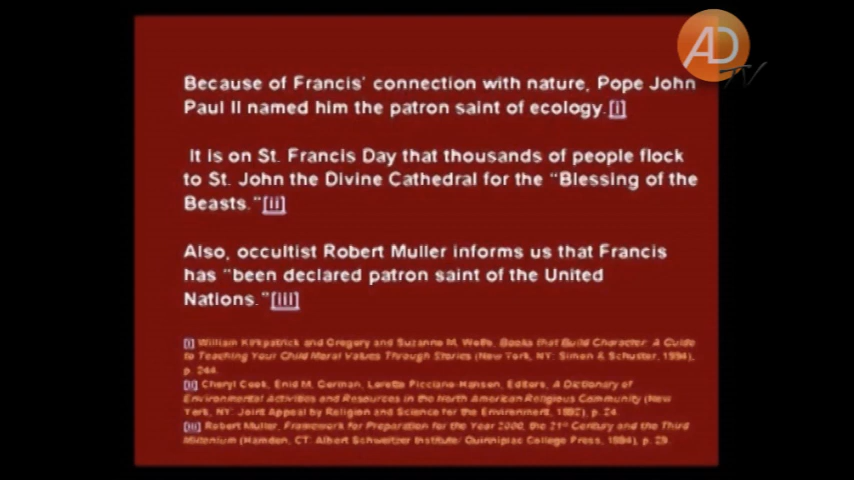 AD
TV
Because of Francis' connection with nature, Pope John
Paul II named him the patron saint of ecology.[i]
It is on St. Francis Day that thousands of people flock
to St. John the Divine Cathedral for the “Blessing of the
Beasts.”[ii]
Also, occultist Robert Muller informs us that Francis
has “been declared patron saint of the United
Nations.”[iii]
[i] William Kirkpatrick and Gregory and Suzanne M. Wolfe, Books that Build Character: A Guide
to Teaching Your Child Moral Values Through Stories (New York, NY: Simon & Schuster, 1994),
p. 244.
[ii] Cheryl Cook, Enid M. Gorman, Lorette Picciano-Hansen, Editors, A Dictionary of
Environmental Activities and Resources in the North American Religious Community (New
York, NY: Joint Appeal by Religion and Science for the Environment, 1992), p. 24.
[iii] Robert Muller, Framework for Preparation for the Year 2000, the 21st Century and the Third
Millenium (Hamden, CT: Albert Schweitzer Institute/ Quinnipiac College Press, 1994), p. 29.